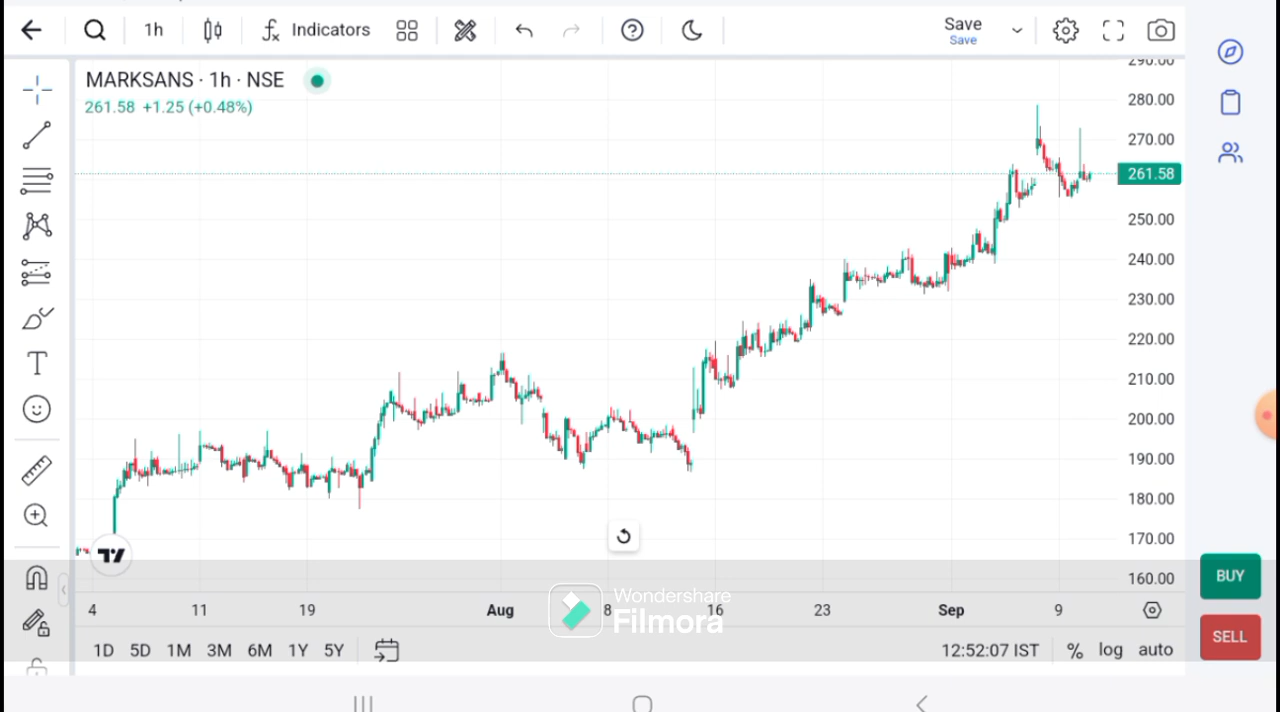 1h
Indicators
Save
Save
MARKSANS · 1h · NSE
261.58 +1.25 (+0.48%)
290.00
280.00
270.00
261.58
250.00
240.00
230.00
220.00
210.00
200.00
190.00
180.00
170.00
160.00
BUY
SELL
4 11 19 Aug 8 16 23 Sep 9
Wondershare
Filmora
1D 5D 1M 3M 6M 1Y 5Y
12:52:07 IST % log auto